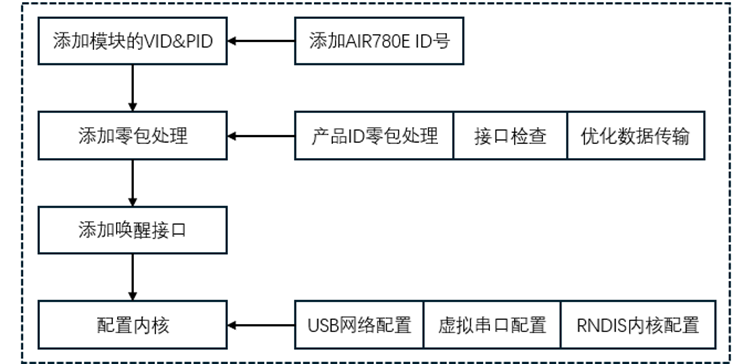 添加模块的VID&PID
添加AIR780E ID号
添加零包处理
产品ID零包处理
接口检查
优化数据传输
添加唤醒接口
配置内核
USB网络配置
虚拟串口配置
RNDIS内核配置